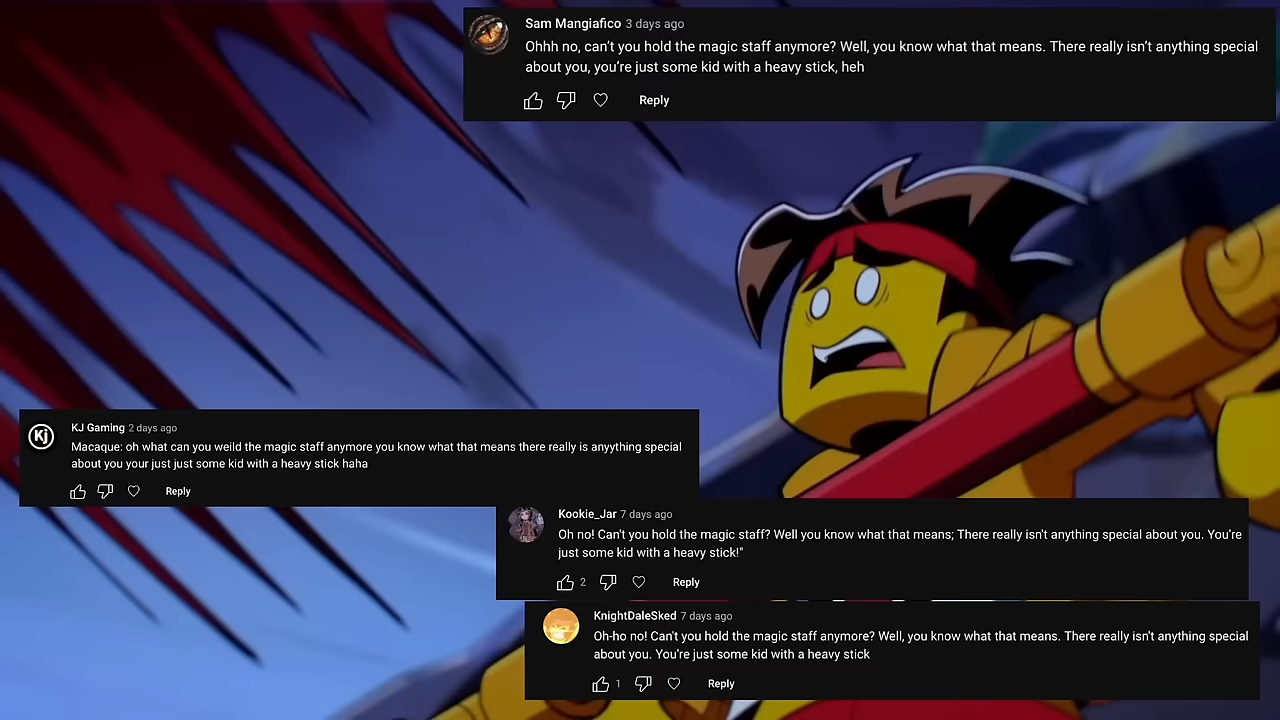 Sam Mangiafico 3 days ago
Ohhh no, can't you hold the magic staff anymore? Well, you know what that means. There really isn't anything special
about you, you're just some kid with a heavy stick, heh
Reply
Kj
KJ Gaming 2 days ago
Macaque: oh what can you weild the magic staff anymore you know what that means there really is anyything special
about you your just just some kid with a heavy stick haha
Reply
Kookie_Jar 7 days ago
Oh no! Can't you hold the magic staff? Well you know what that means; There really isn't anything special about you. You're
just some kid with a heavy stick!"
2 Reply
KnightDaleSked 7 days ago
Oh-ho no! Can't you hold the magic staff anymore? Well, you know what that means. There really isn't anything special
about you. You're just some kid with a heavy stick
1 Reply